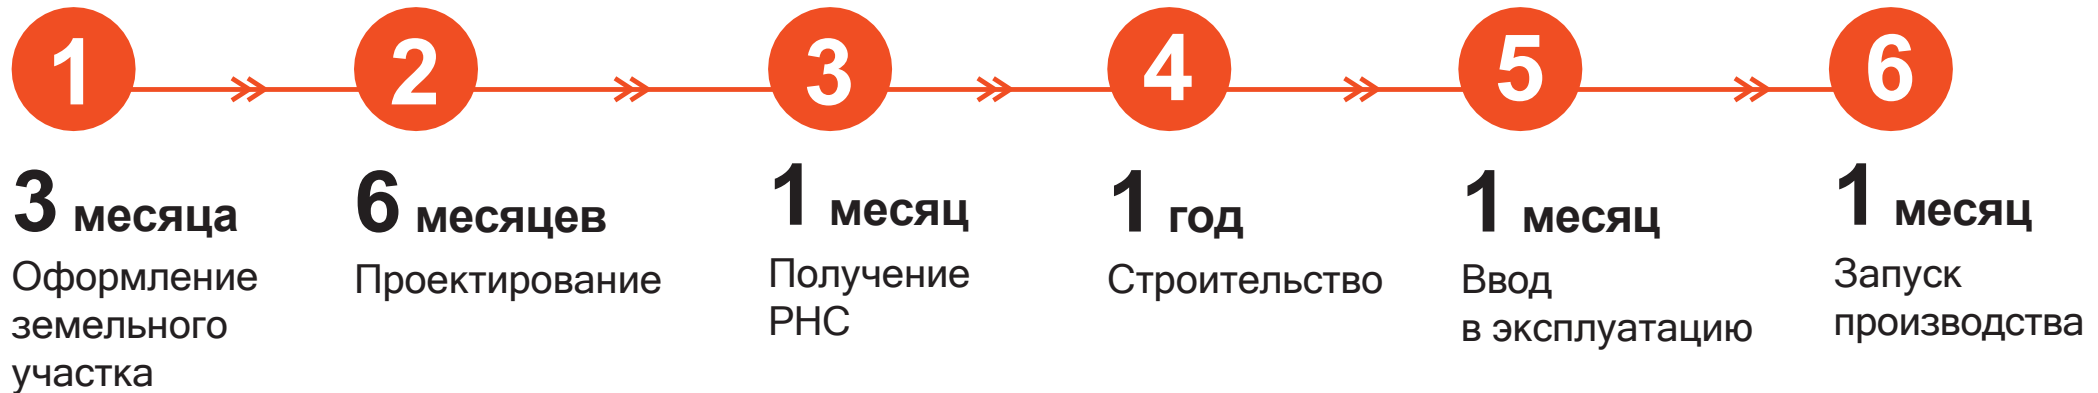 1
2
3
4
5
6
3 месяца
Оформление
земельного
участка
6 месяцев
Проектирование
1 месяц
Получение
РНС
1 год
Строительство
1 месяц
Ввод
в эксплуатацию
1 месяц
Запуск
производства